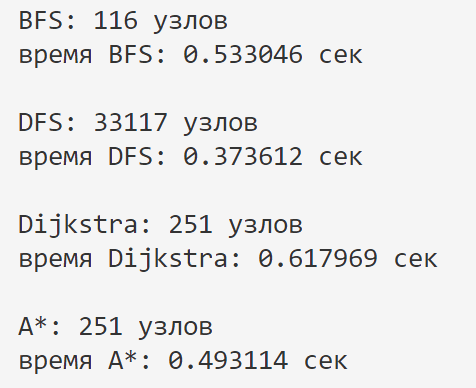 BFS: 116 узлов
время BFS: 0.533046 сек
DFS: 33117 узлов
время DFS: 0.373612 сек
Dijkstra: 251 узлов
время Dijkstra: 0.617969 сек
A*: 251 узлов
время A*: 0.493114 сек